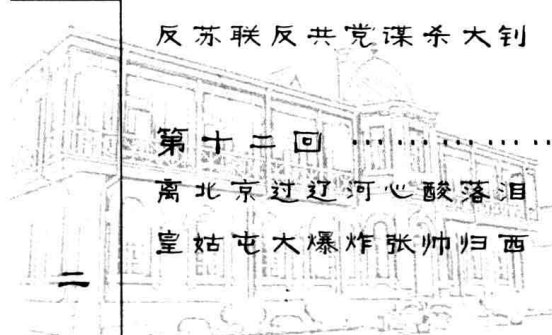 反苏联反共党谋杀大钊
第十二回…………
离北京过辽河心酸落泪
皇姑屯大爆炸张帅归西
二